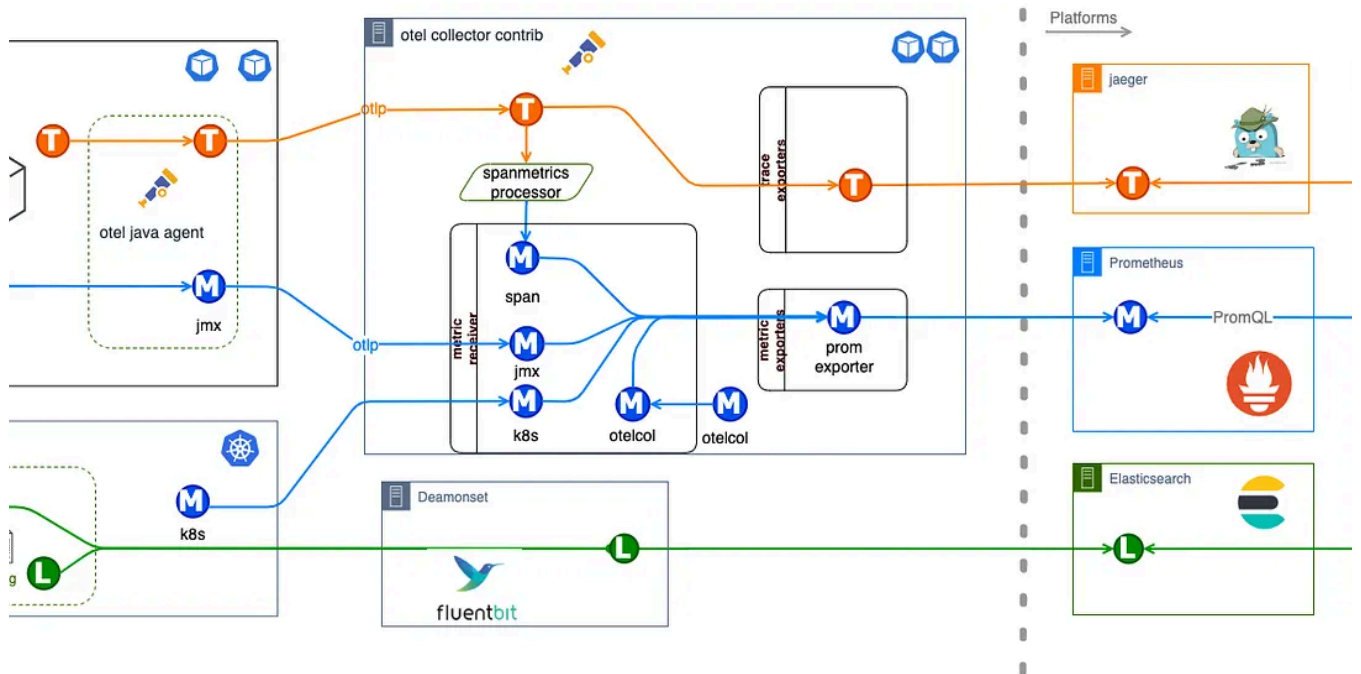 Platforms
otel collector contrib
jaeger
T
T
otlp
T
T
T
trace
exporters
spanmetrics
processor
otel java agent
M
jmx
otlp
metric
receiver
M
span
M
jmx
M
k8s
M
otelcol
M
otelcol
metric
exporters
M
prom
exporter
Prometheus
M
PromQL
M
k8s
g
L
Deamonset
L
fluentbit
Elasticsearch
L